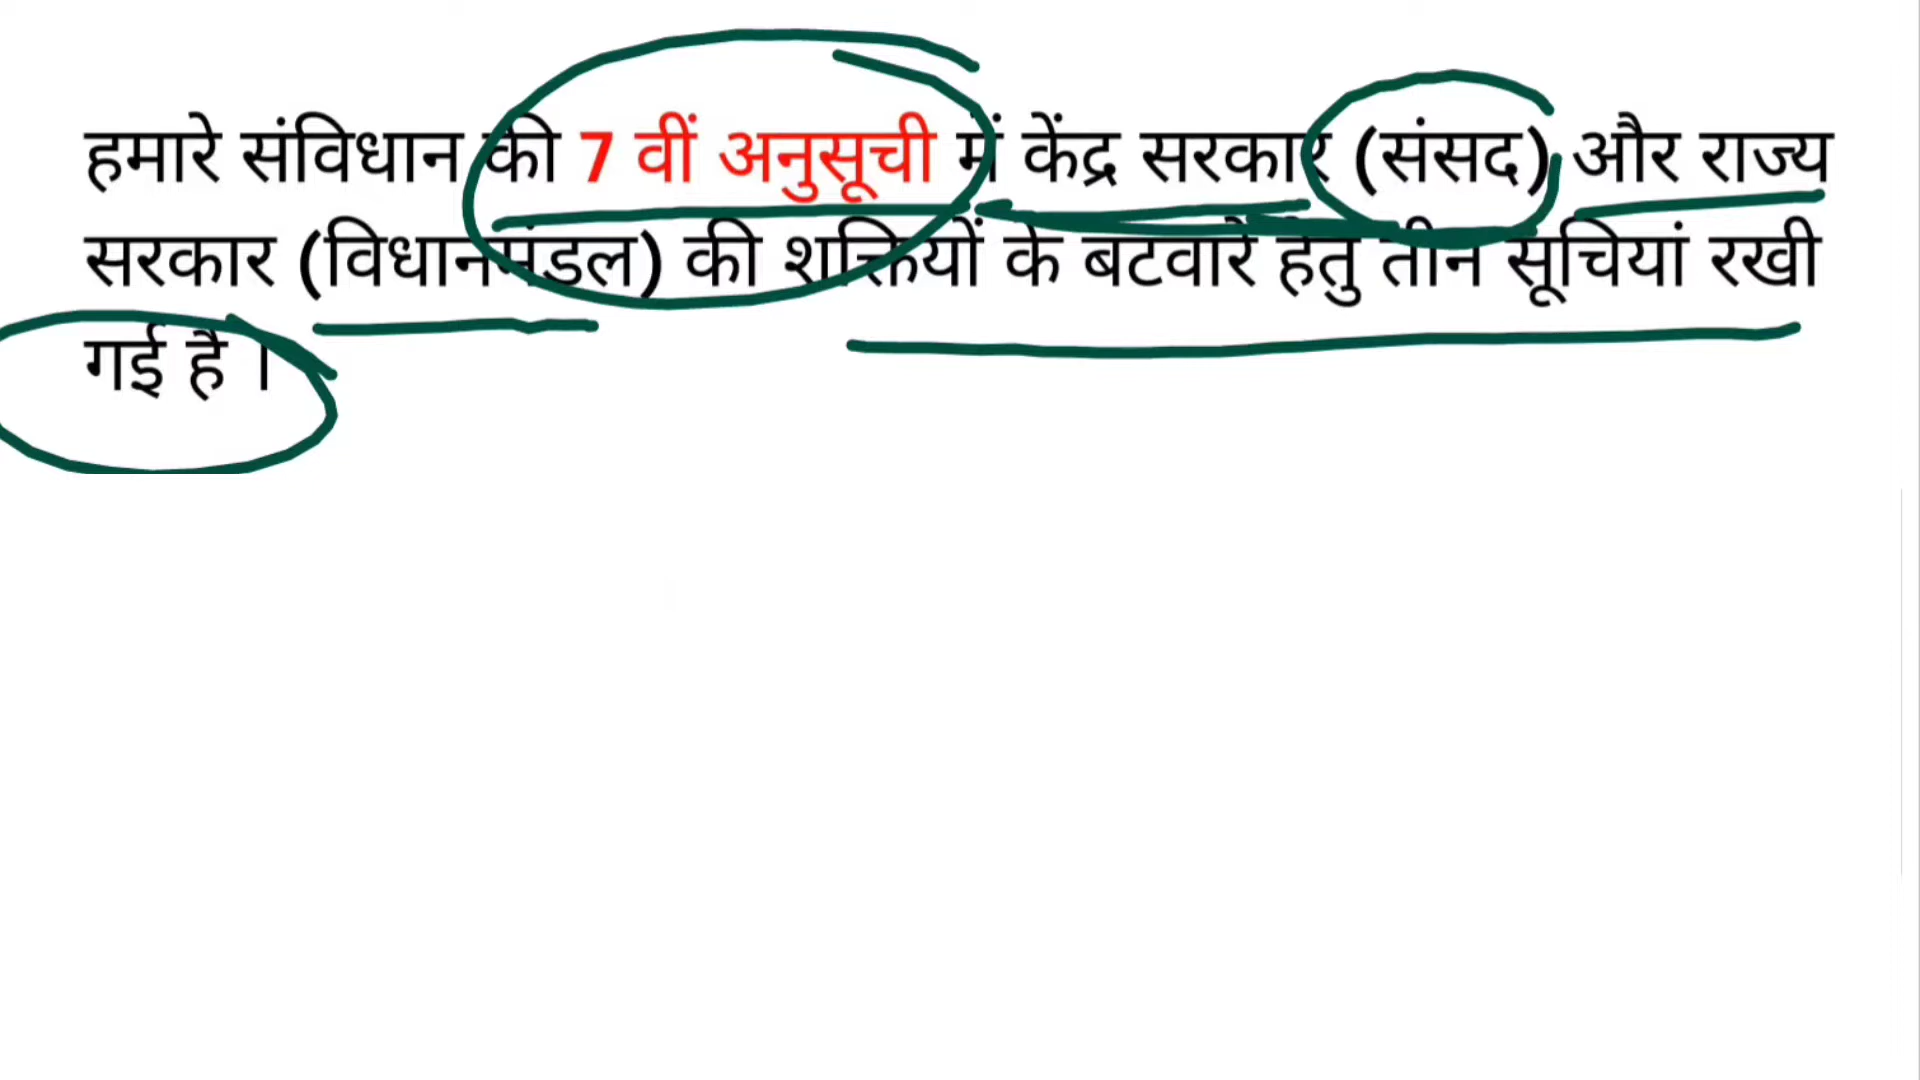 हमारे संविधान की 7 वीं अनुसूची में केंद्र सरकार (संसद) और राज्य
सरकार (विधानमंडल) की शक्तियों के बटवारे हेतु तीन सूचियां रखी
गई है ।